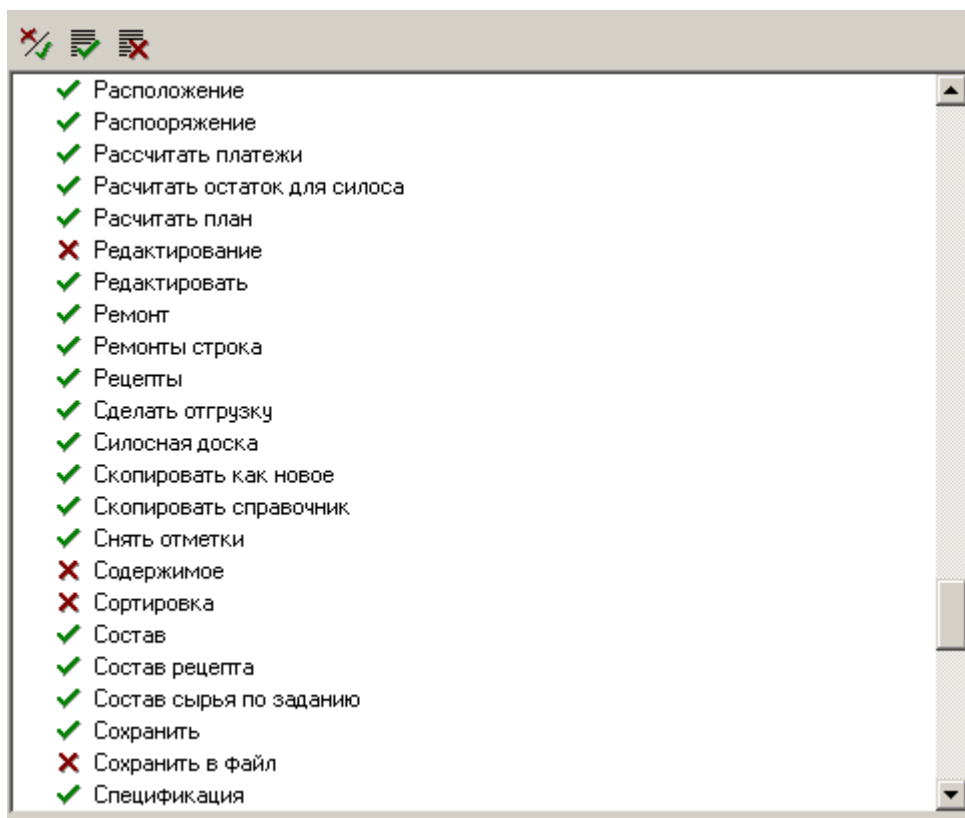 Расположение
Распооряжение
Рассчитать платежи
Расчитать остаток для силоса
Расчитать план
Редактирование
Редактировать
Ремонт
Ремонты строка
Рецепты
Сделать отгрузку
Силосная доска
Скопировать как новое
Скопировать справочник
Снять отметки
Содержимое
Сортировка
Состав
Состав рецепта
Состав сырья по заданию
Сохранить
Сохранить в файл
Спецификация